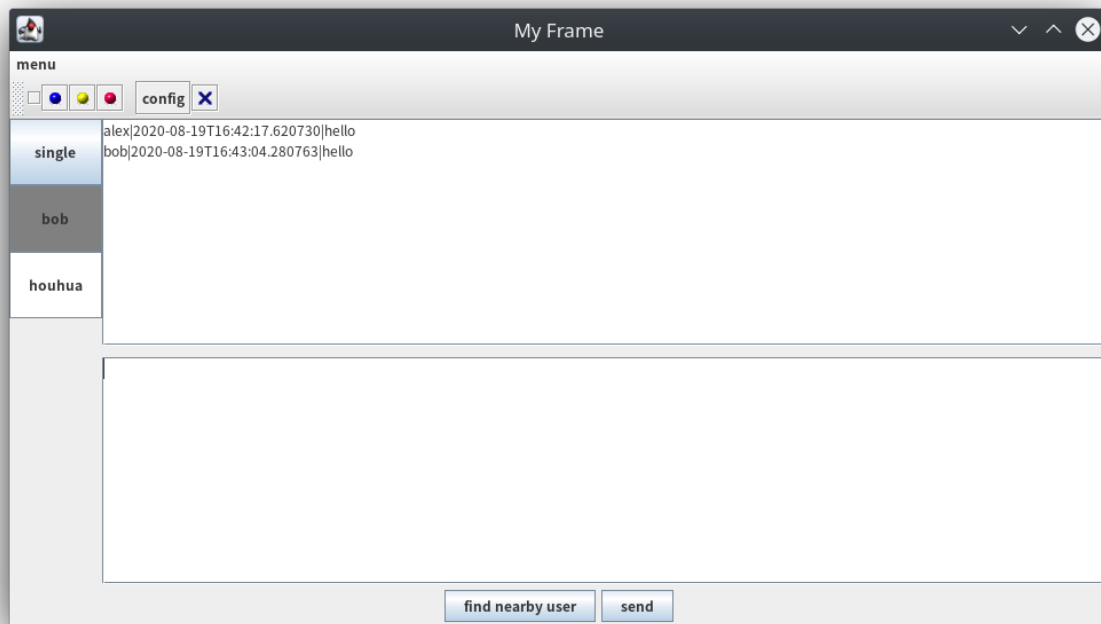 My Frame
menu
config
single
alex|2020-08-19T16:42:17.620730|hello
bob|2020-08-19T16:43:04.280763|hello
bob
houhua
find nearby user
send